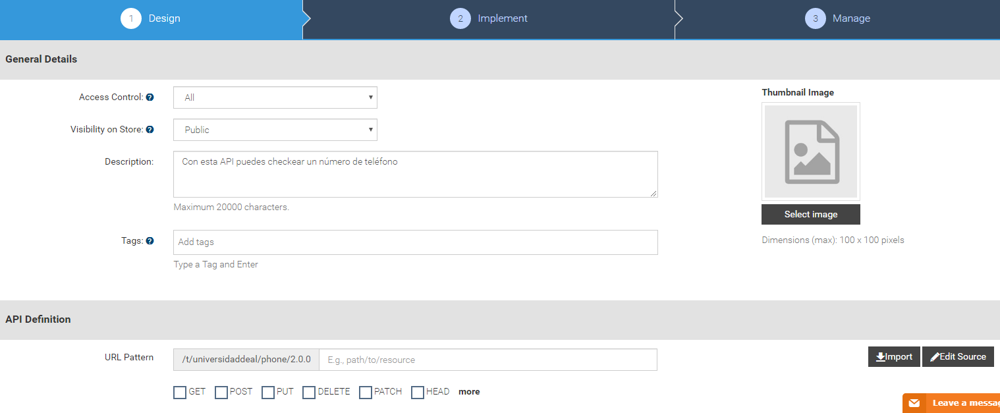 1 Design
2 Implement
3 Manage
General Details
Access Control: ?
All
Visibility on Store: ?
Public
Description:
Con esta API puedes checkear un número de teléfono
Maximum 20000 characters.
Tags: ?
Add tags
Type a Tag and Enter
Thumbnail Image
Select image
Dimensions (max): 100 x 100 pixels
API Definition
URL Pattern
/t/universidaddeal/phone/2.0.0
E.g., path/to/resource
Import
Edit Source
GET POST PUT DELETE PATCH HEAD more
Leave a messag